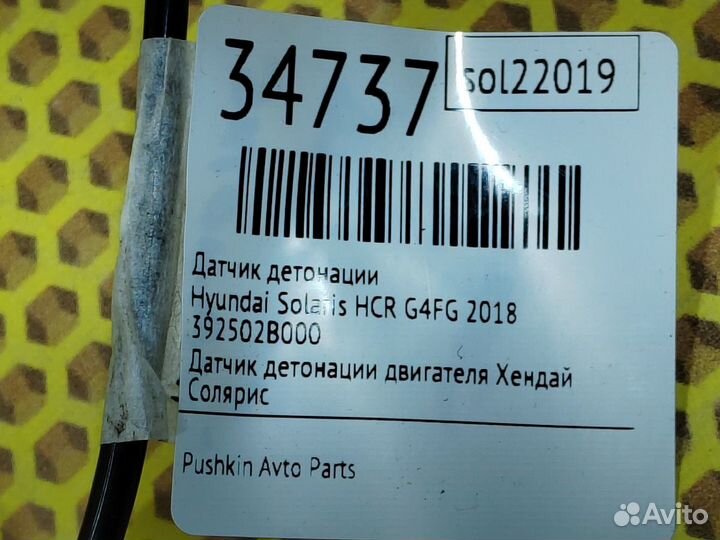 34737
sol22019
Датчик детонации
Hyundai Solaris HCR G4FG 2018
392502B000
Датчик детонации двигателя Хендай
Солярис
Pushkin Avto Parts
Avito